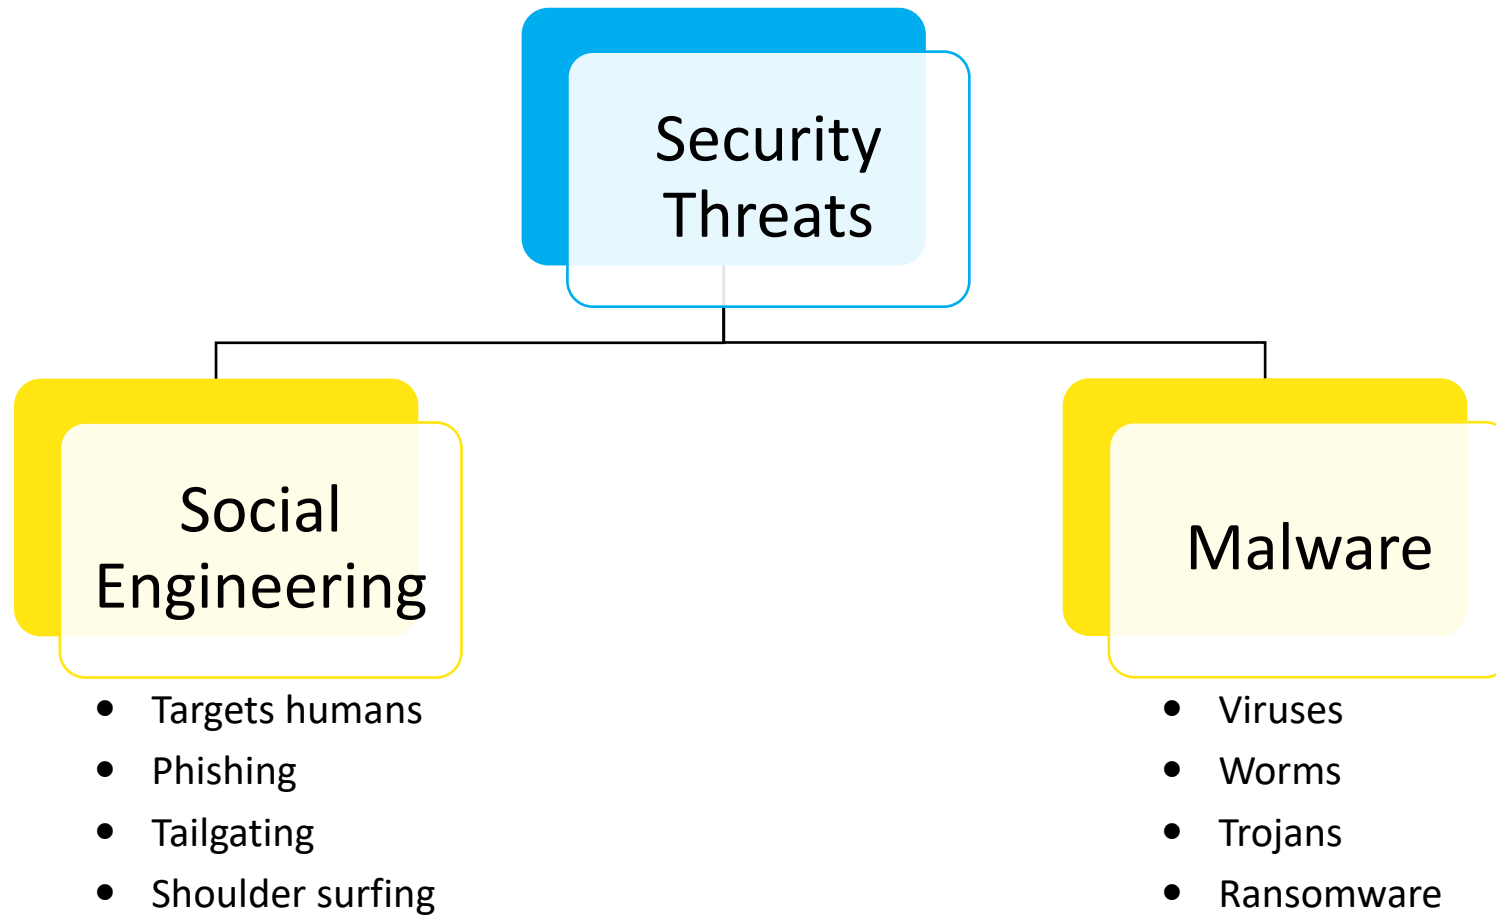 Security
Threats
Social
Engineering
Malware
• Targets humans
• Phishing
• Tailgating
• Shoulder surfing
• Viruses
• Worms
• Trojans
• Ransomware